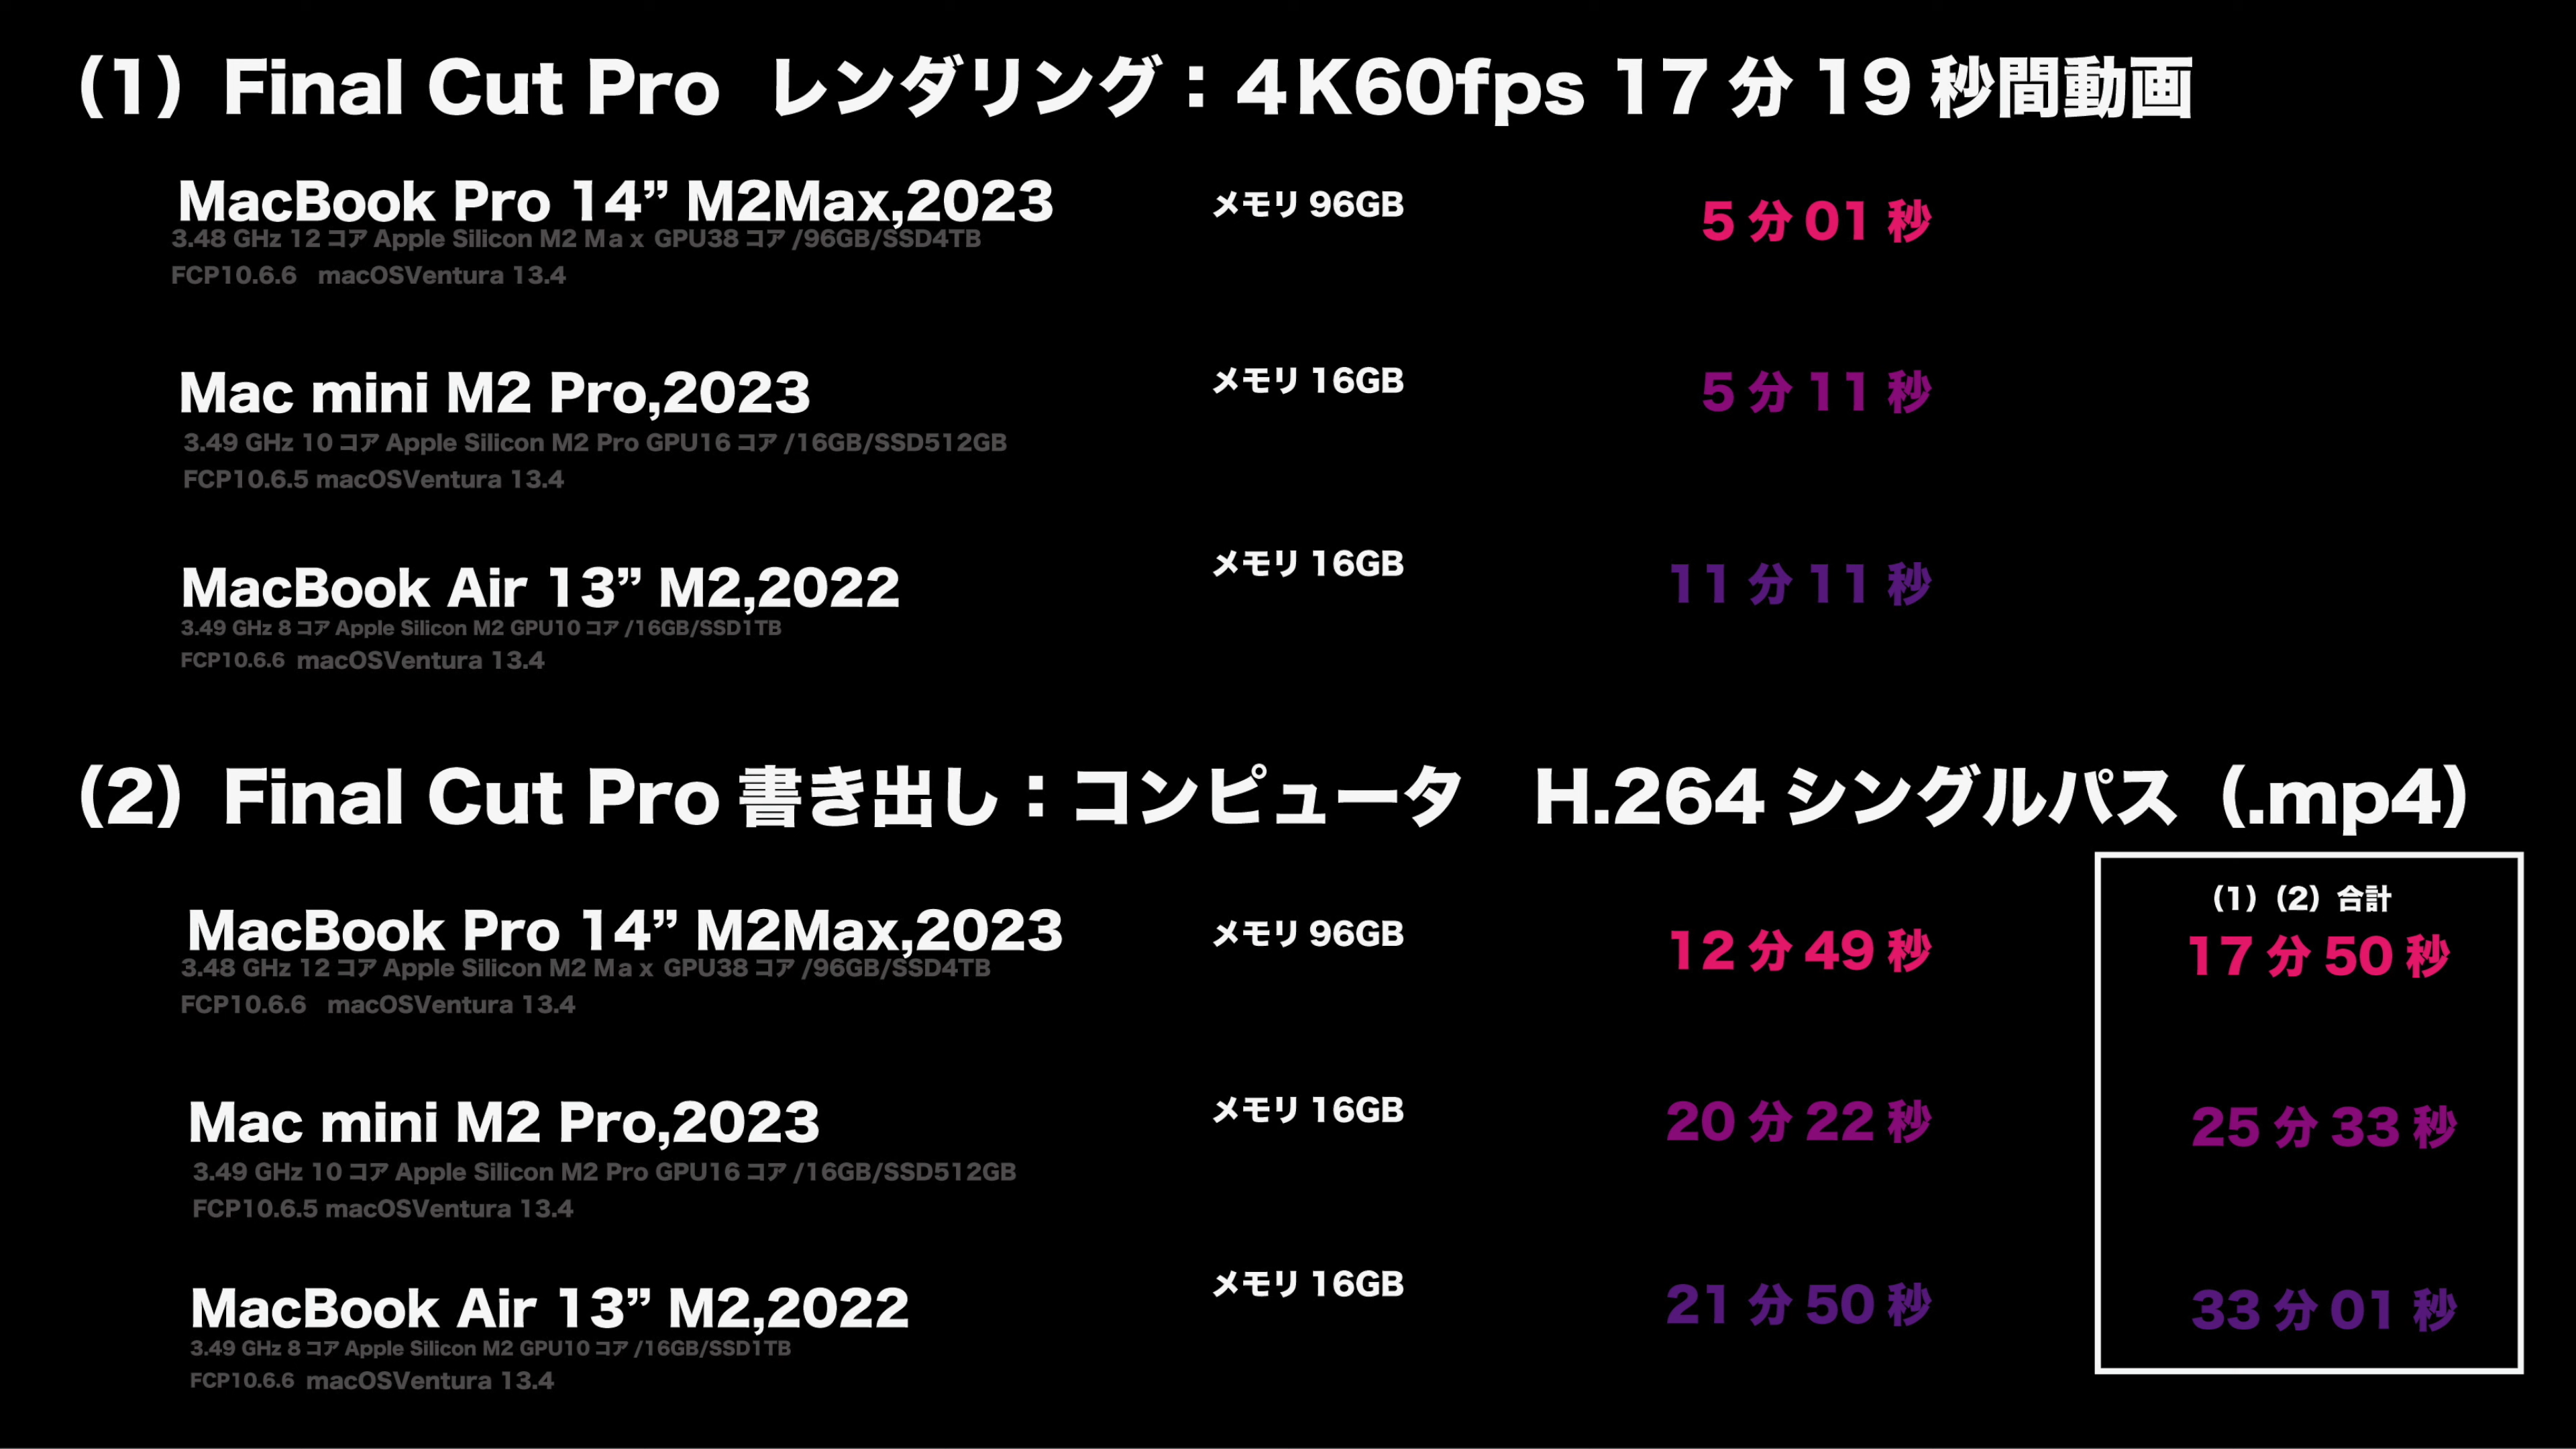 （1）Final Cut Pro レンダリング：４K60fps 17分19秒間動画
MacBook Pro 14” M2Max,2023
メモリ 96GB
5分01秒
3.48 GHz 12コア Apple Silicon M2 Ｍａｘ GPU38コア /96GB/SSD4TB
FCP10.6.6 macOSVentura 13.4
Mac mini M2 Pro,2023
メモリ 16GB
5分11秒
3.49 GHz 10コア Apple Silicon M2 Pro GPU16コア /16GB/SSD512GB
FCP10.6.5 macOSVentura 13.4
MacBook Air 13” M2,2022
メモリ 16GB
11分11秒
3.49 GHz 8コア Apple Silicon M2 GPU10コア /16GB/SSD1TB
FCP10.6.6 macOSVentura 13.4
（2）Final Cut Pro 書き出し：コンピュータ　H.264 シングルパス（.mp4）
（1）（2）合計
MacBook Pro 14” M2Max,2023
メモリ 96GB
12分49秒
17分50秒
3.48 GHz 12コア Apple Silicon M2 Ｍａｘ GPU38コア /96GB/SSD4TB
FCP10.6.6 macOSVentura 13.4
Mac mini M2 Pro,2023
メモリ 16GB
20分22秒
25分33秒
3.49 GHz 10コア Apple Silicon M2 Pro GPU16コア /16GB/SSD512GB
FCP10.6.5 macOSVentura 13.4
MacBook Air 13” M2,2022
メモリ 16GB
21分50秒
33分01秒
3.49 GHz 8コア Apple Silicon M2 GPU10コア /16GB/SSD1TB
FCP10.6.6 macOSVentura 13.4